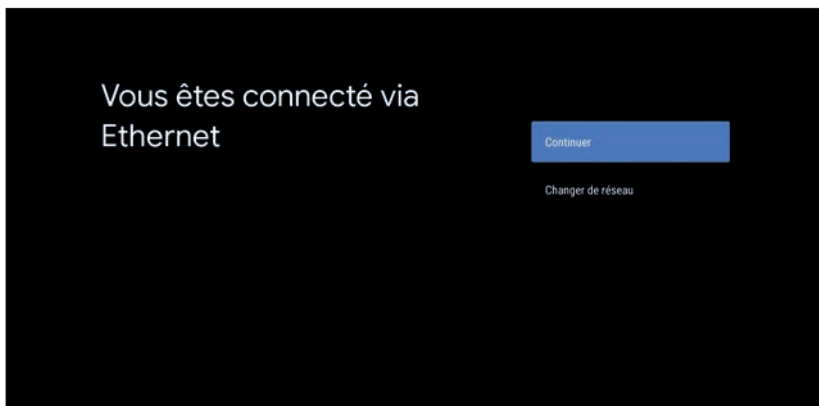 Vous êtes connecté via
Ethernet
Continuer
Changer de réseau